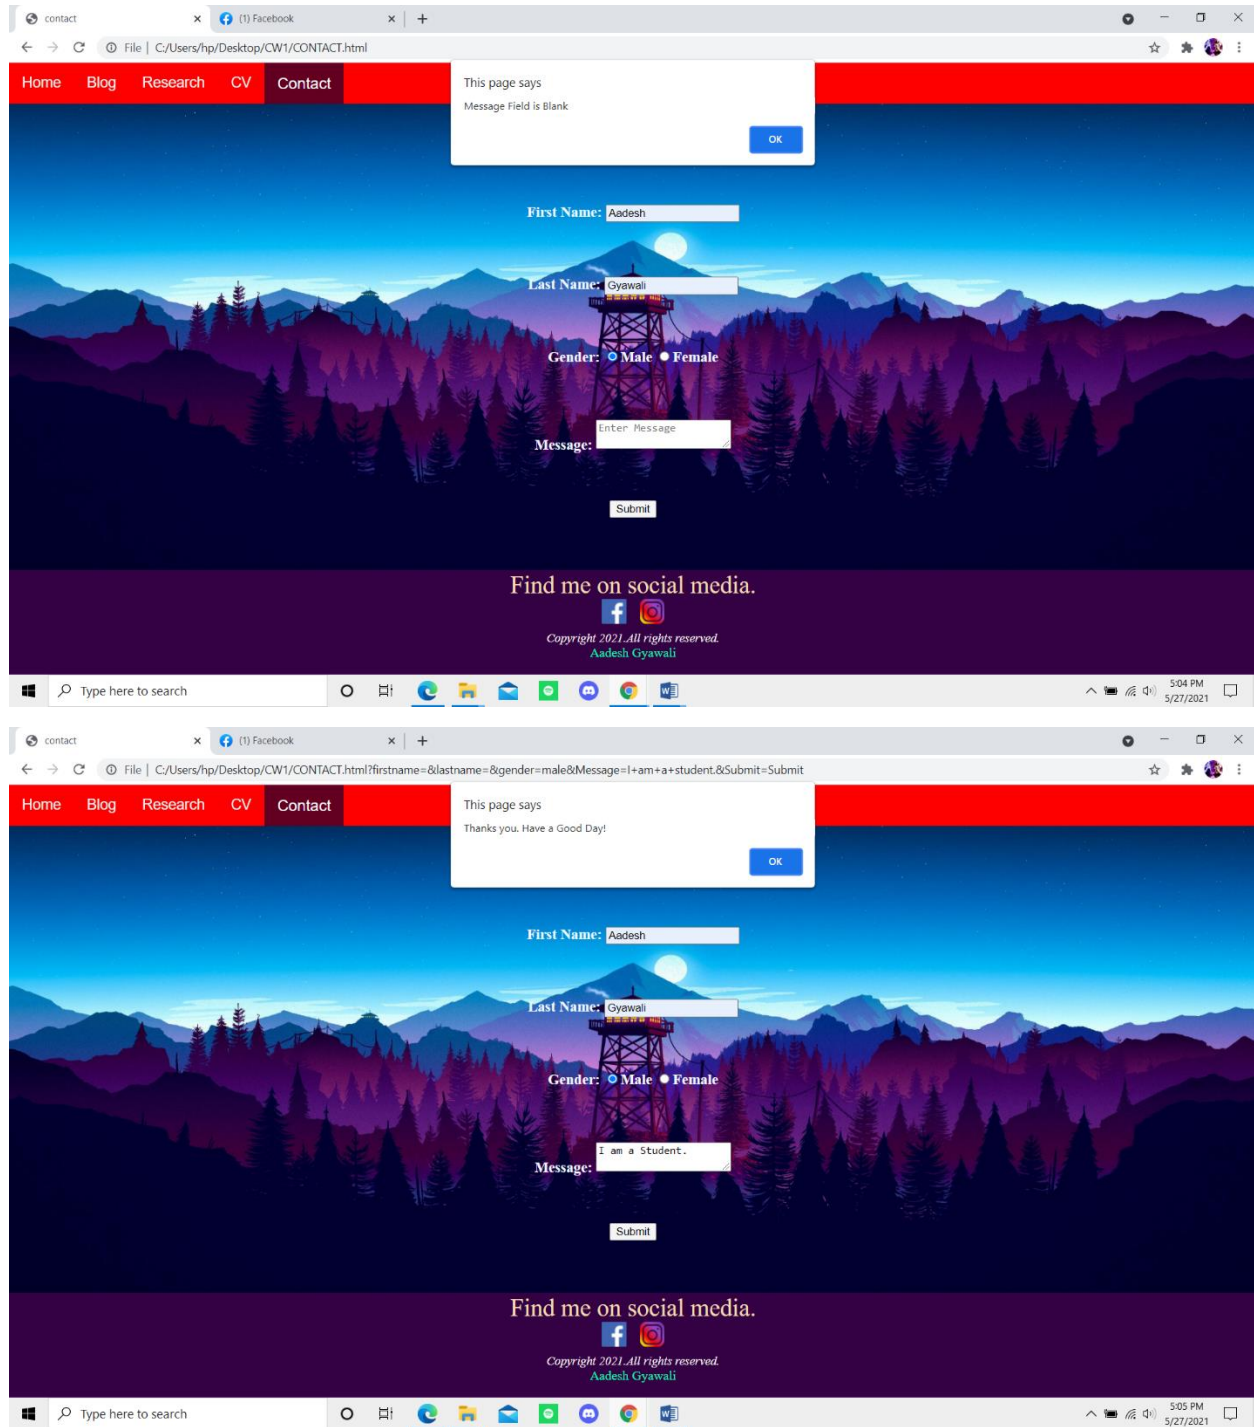 contact
(1) Facebook
File | C:/Users/hp/Desktop/CW1/CONTACT.html
Home Blog Research CV Contact
This page says
Message Field is Blank
OK
First Name: Aadesh
Last Name: Gyawali
Gender: Male Female
Message: Enter Message
Submit
Find me on social media.
Copyright 2021.All rights reserved.
Aadesh Gyawali
Type here to search
5:04 PM
5/27/2021
contact
(1) Facebook
File | C:/Users/hp/Desktop/CW1/CONTACT.html?firstname=&lastname=&gender=male&Message=I+am+a+student.&Submit=Submit
Home Blog Research CV Contact
This page says
Thanks you. Have a Good Day!
OK
First Name: Aadesh
Last Name: Gyawali
Gender: Male Female
Message: I am a Student.
Submit
Find me on social media.
Copyright 2021.All rights reserved.
Aadesh Gyawali
Type here to search
5:05 PM
5/27/2021